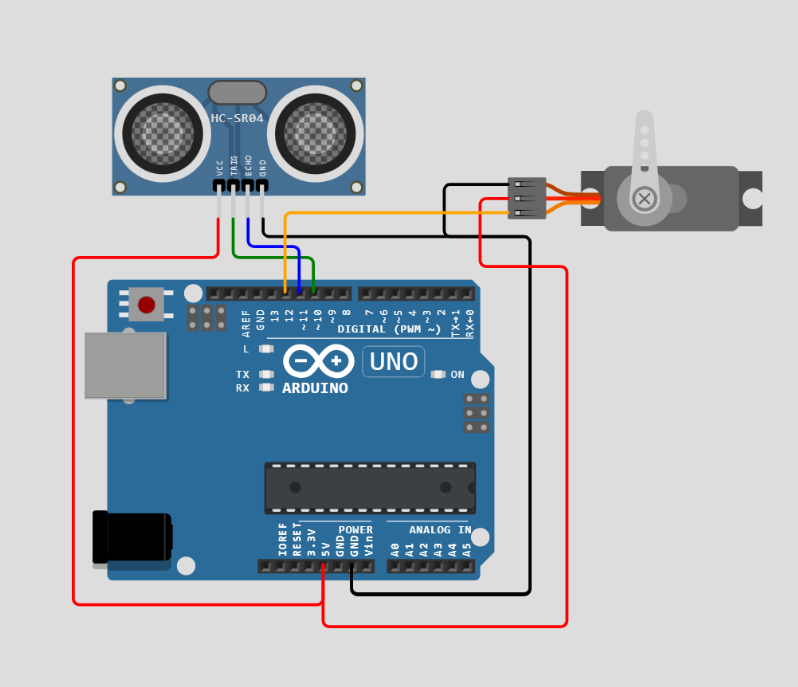 HC-SR04
VCC
TRIG
ECHO
GND
AREF
GND
13
12
~11
~10
~9
8
7
~6
~5
4
~3
2
TX→1
RX←0
DIGITAL (PWM ~)
L
TX
RX
ON
UNO
ARDUINO
POWER
ANALOG IN
IOREF
RESET
3.3V
5V
GND
GND
Vin
A0
A1
A2
A3
A4
A5